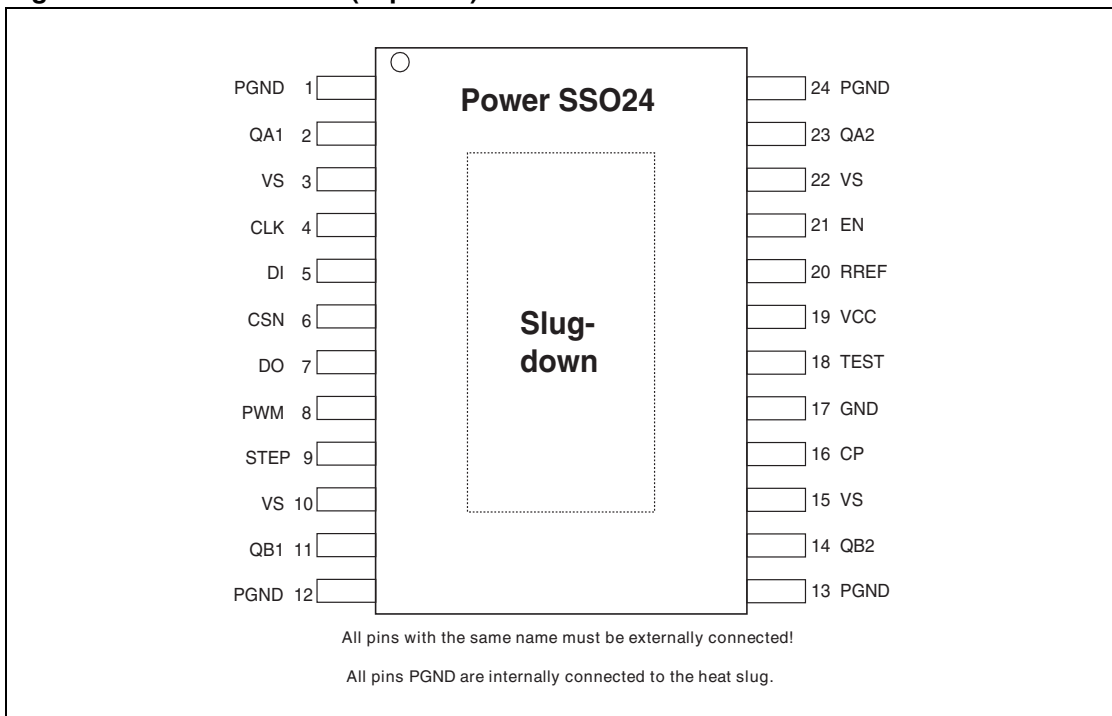 Power SSO24
Slug-
down
PGND 1
QA1 2
VS 3
CLK 4
DI 5
CSN 6
DO 7
PWM 8
STEP 9
VS 10
QB1 11
PGND 12
24 PGND
23 QA2
22 VS
21 EN
20 RREF
19 VCC
18 TEST
17 GND
16 CP
15 VS
14 QB2
13 PGND
All pins with the same name must be externally connected!
All pins PGND are internally connected to the heat slug.